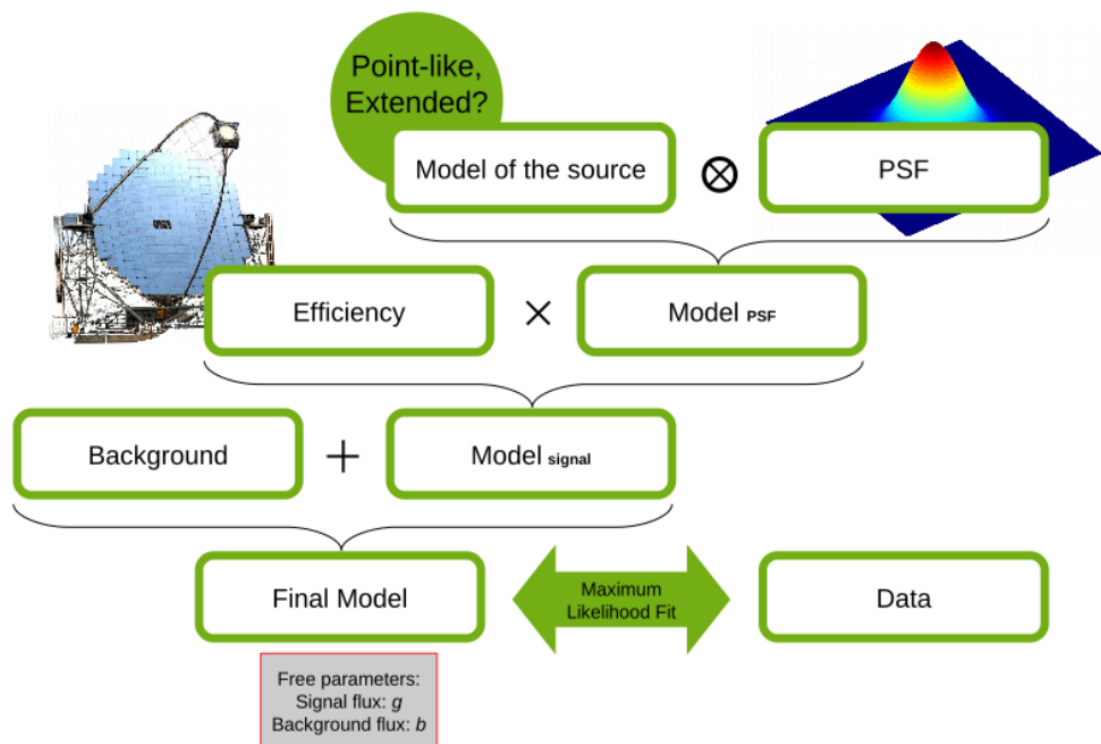 Point-like,
Extended?
Model of the source ⊗ PSF
Efficiency × Model PSF
Background + Model signal
Final Model
Maximum
Likelihood Fit
Data
Free parameters:
Signal flux: g
Background flux: b